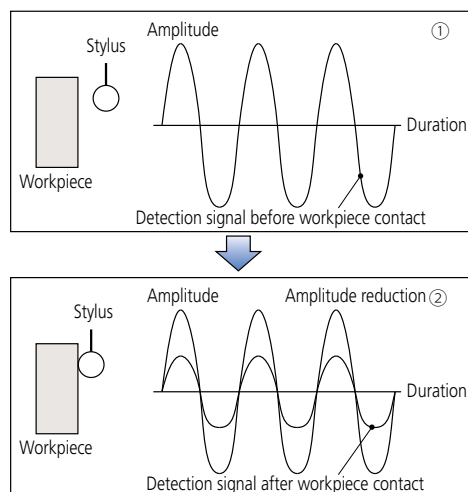 Amplitude
①
Stylus
Duration
Workpiece
Detection signal before workpiece contact
Amplitude
Amplitude reduction ②
Stylus
Duration
Workpiece
Detection signal after workpiece contact